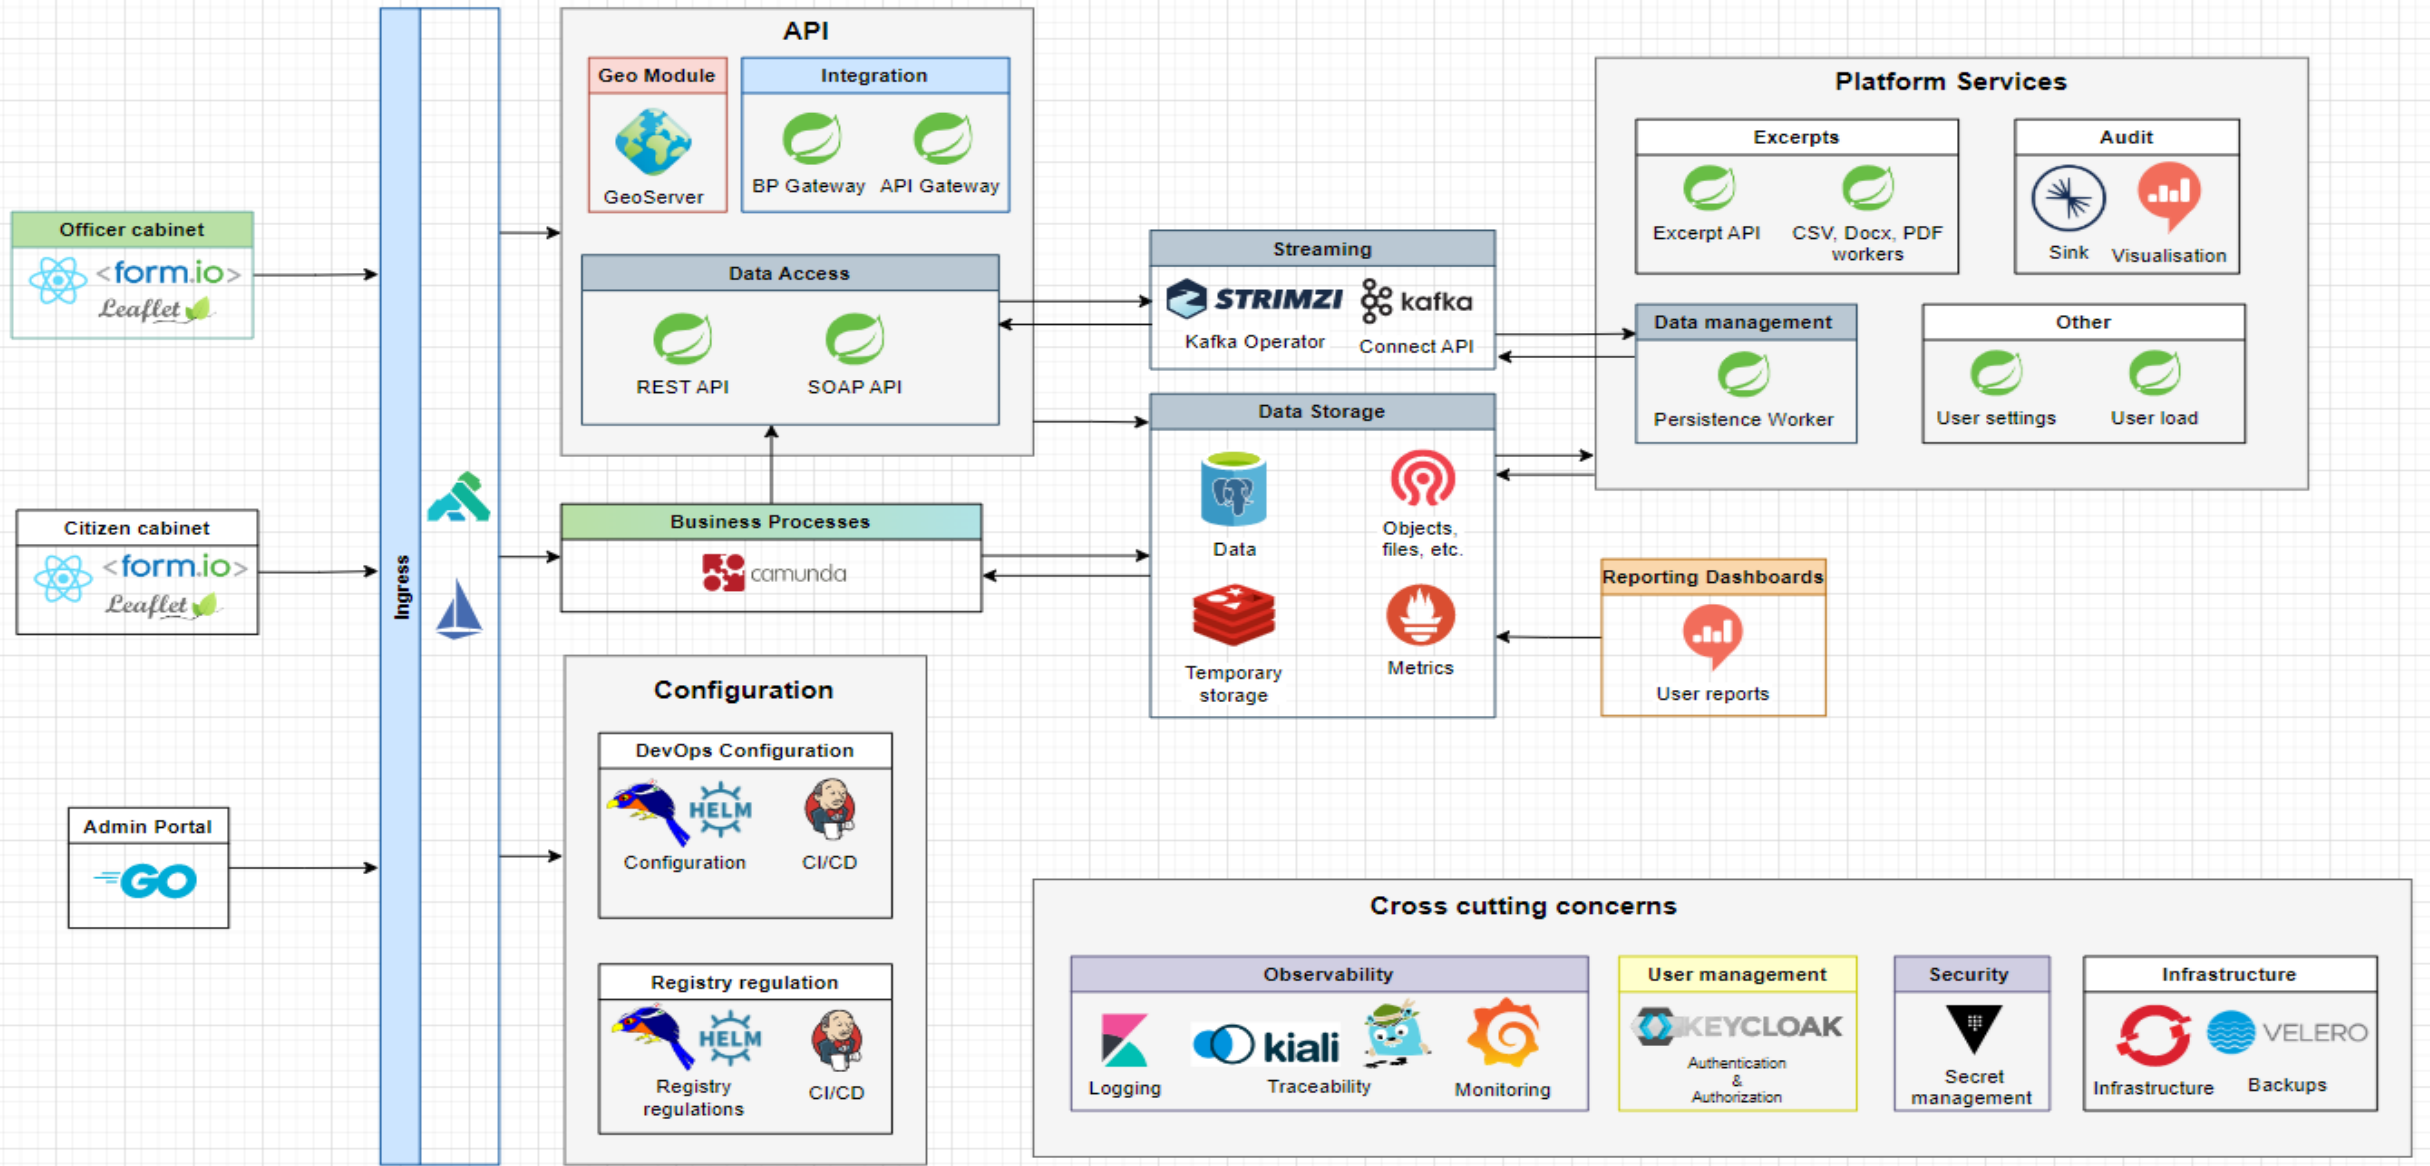 API
Geo Module
GeoServer
Integration
BP Gateway
API Gateway
Data Access
REST API
SOAP API
Officer cabinet
<form.io>
Leaflet
Citizen cabinet
<form.io>
Leaflet
Admin Portal
GO
Ingress
Business Processes
camunda
Configuration
DevOps Configuration
HELM
Configuration
CI/CD
Registry regulation
HELM
Registry
regulations
CI/CD
Streaming
STRIMZI
kafka
Kafka Operator
Connect API
Data Storage
Data
Objects,
files, etc.
Temporary
storage
Metrics
Platform Services
Excerpts
Excerpt API
CSV, Docx, PDF
workers
Audit
Sink
Visualisation
Data management
Persistence Worker
Other
User settings
User load
Reporting Dashboards
User reports
Cross cutting concerns
Observability
Logging
kiali
Traceability
Monitoring
User management
KEYCLOAK
Authentication
&
Authorization
Security
Secret
management
Infrastructure
Infrastructure
VELERO
Backups